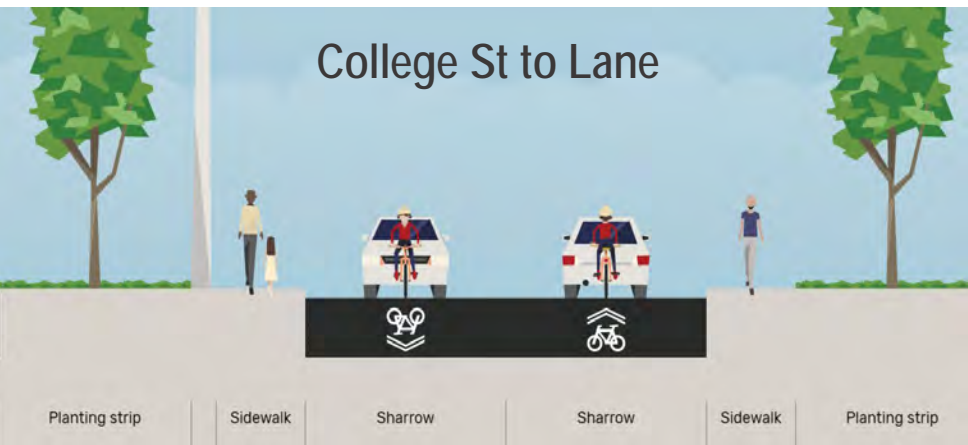 College St to Lane
Planting strip
Sidewalk
Sharrow
Sharrow
Sidewalk
Planting strip